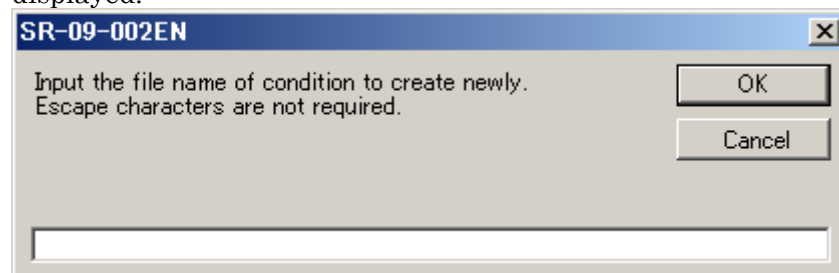 displayed.
SR-09-002EN
Input the file name of condition to create newly.
Escape characters are not required.
OK
Cancel